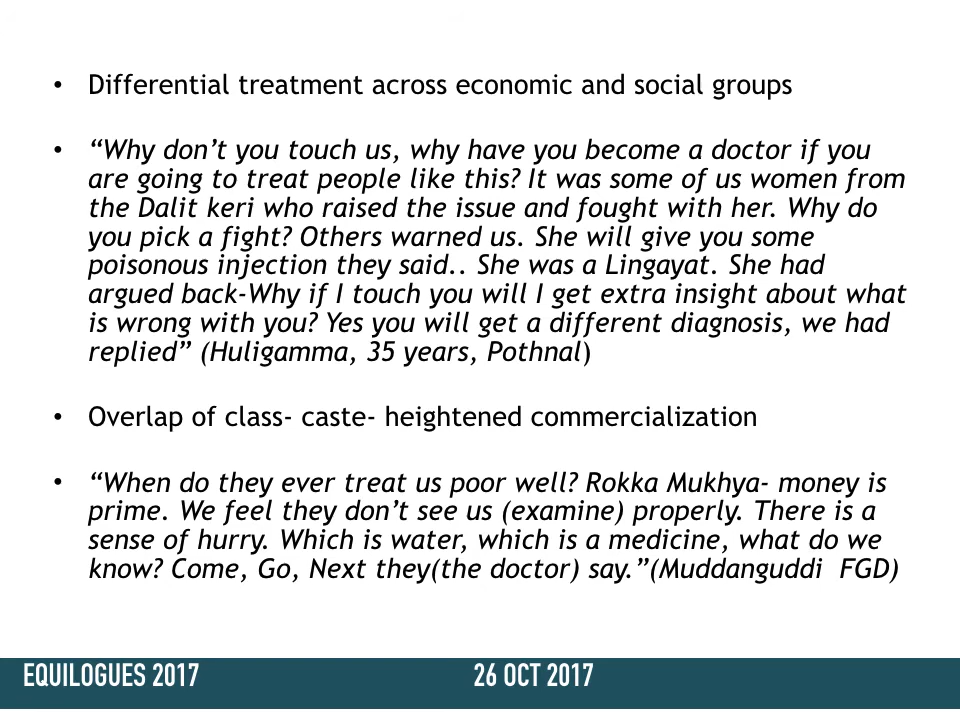 • Differential treatment across economic and social groups
• “Why don’t you touch us, why have you become a doctor if you
are going to treat people like this? It was some of us women from
the Dalit keri who raised the issue and fought with her. Why do
you pick a fight? Others warned us. She will give you some
poisonous injection they said.. She was a Lingayat. She had
argued back-Why if I touch you will I get extra insight about what
is wrong with you? Yes you will get a different diagnosis, we had
replied” (Huligamma, 35 years, Pothnal)
• Overlap of class- caste- heightened commercialization
• “When do they ever treat us poor well? Rokka Mukhya- money is
prime. We feel they don’t see us (examine) properly. There is a
sense of hurry. Which is water, which is a medicine, what do we
know? Come, Go, Next they(the doctor) say.”(Muddanguddi  FGD)
EQUILOGUES 2017
26 OCT 2017